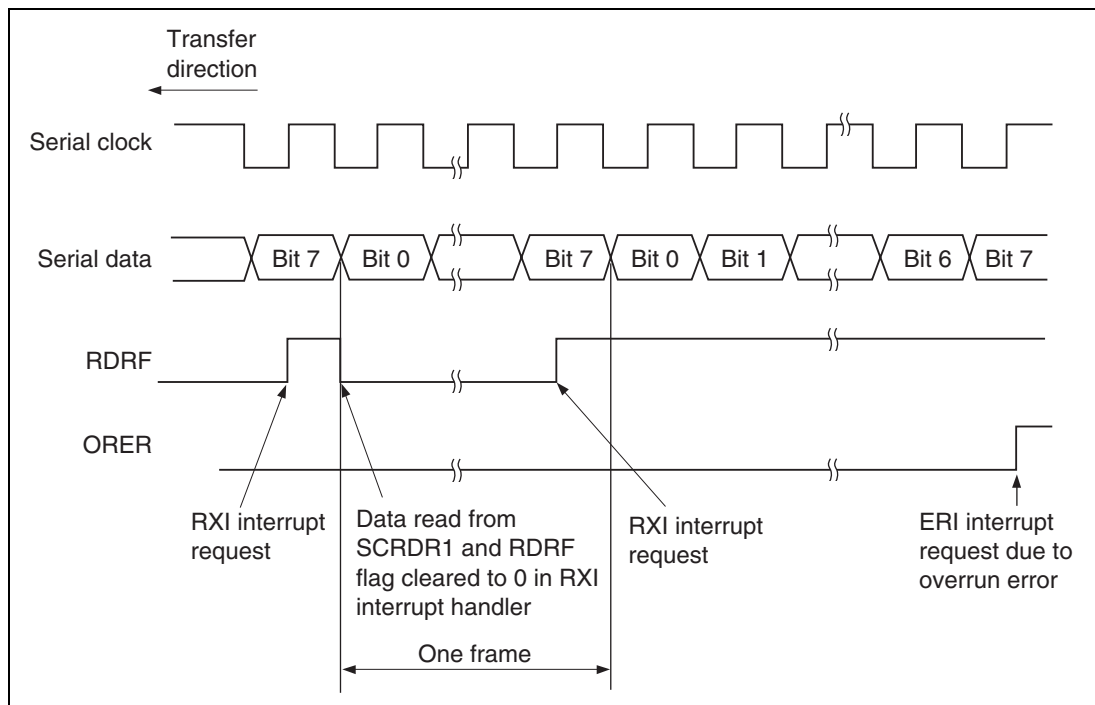 Transfer
direction
Serial clock
Serial data
Bit 7 Bit 0 Bit 7 Bit 0 Bit 1 Bit 6 Bit 7
RDRF
ORER
RXI interrupt
request
Data read from
SCRDR1 and RDRF
flag cleared to 0 in RXI
interrupt handler
RXI interrupt
request
ERI interrupt
request due to
overrun error
One frame